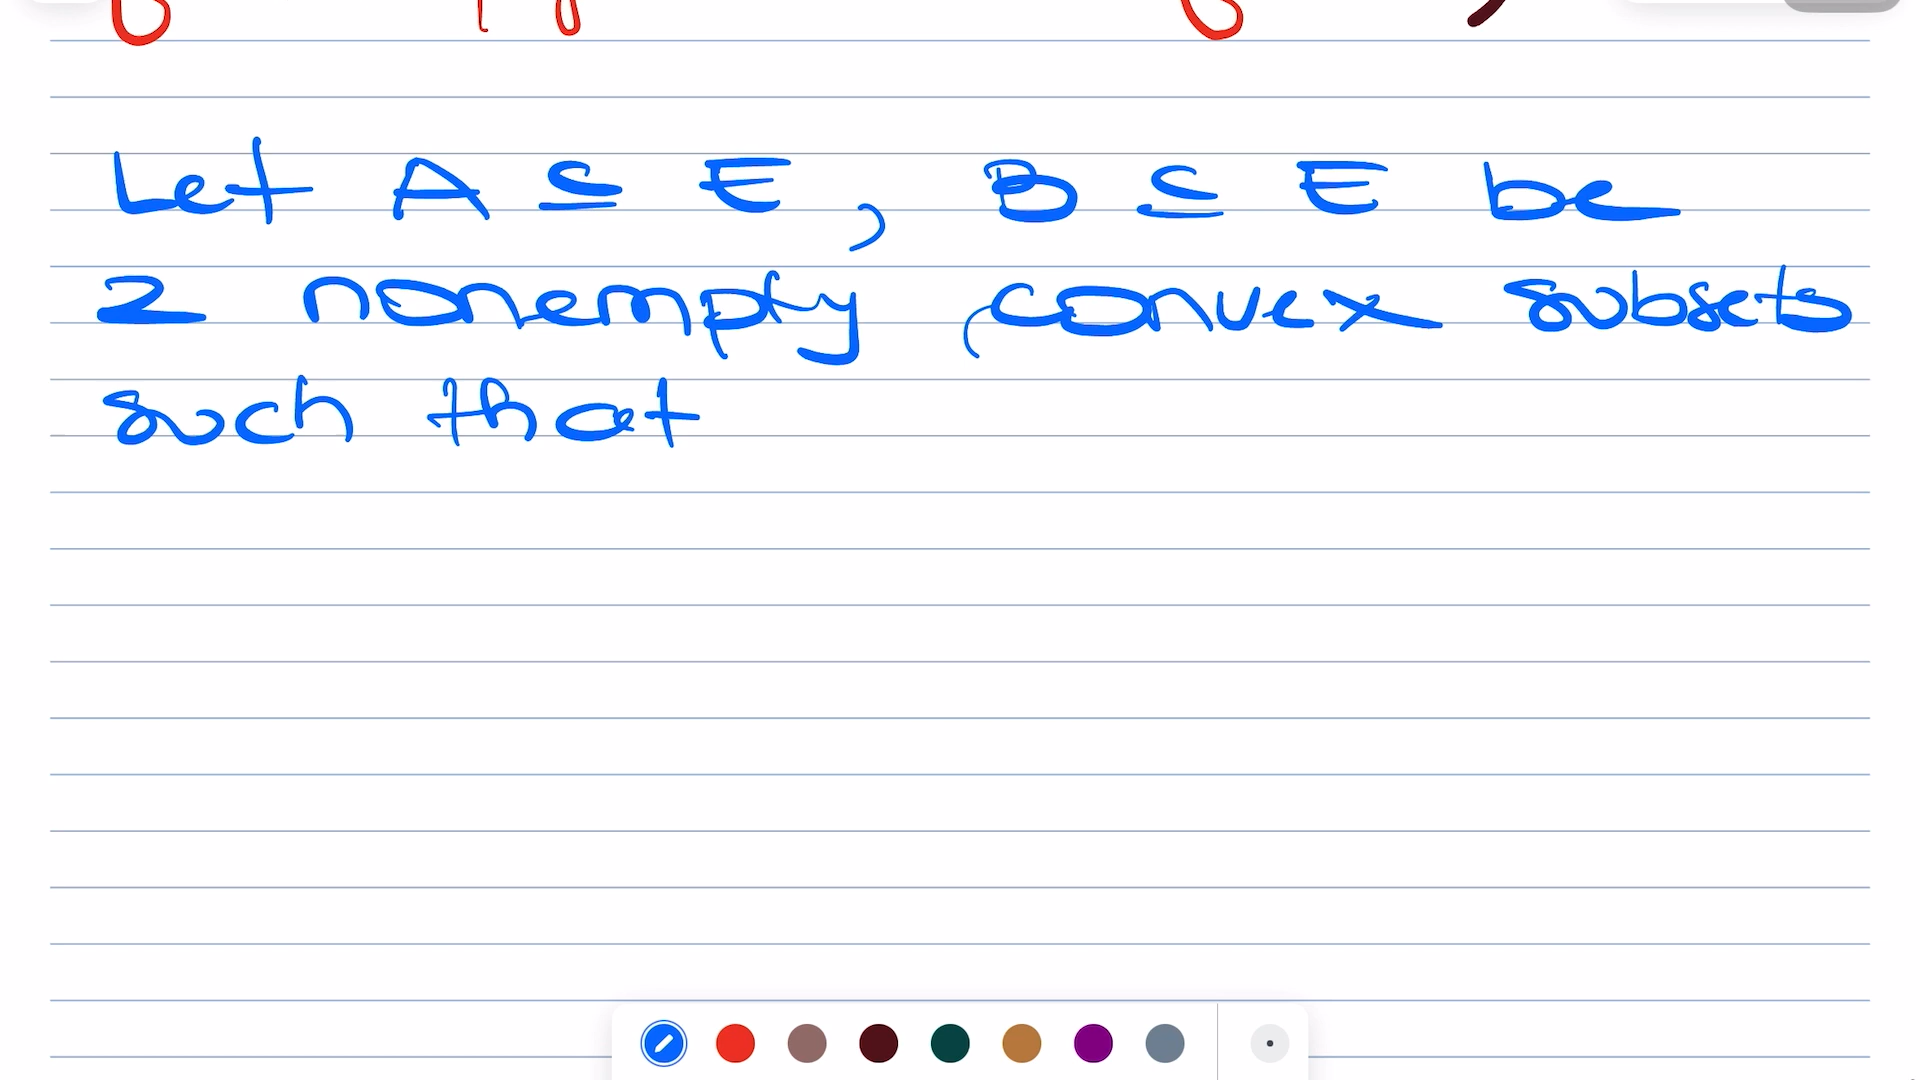 Let A ⊆ E, B ⊆ E be
2 nonempty, convex subsets
such that